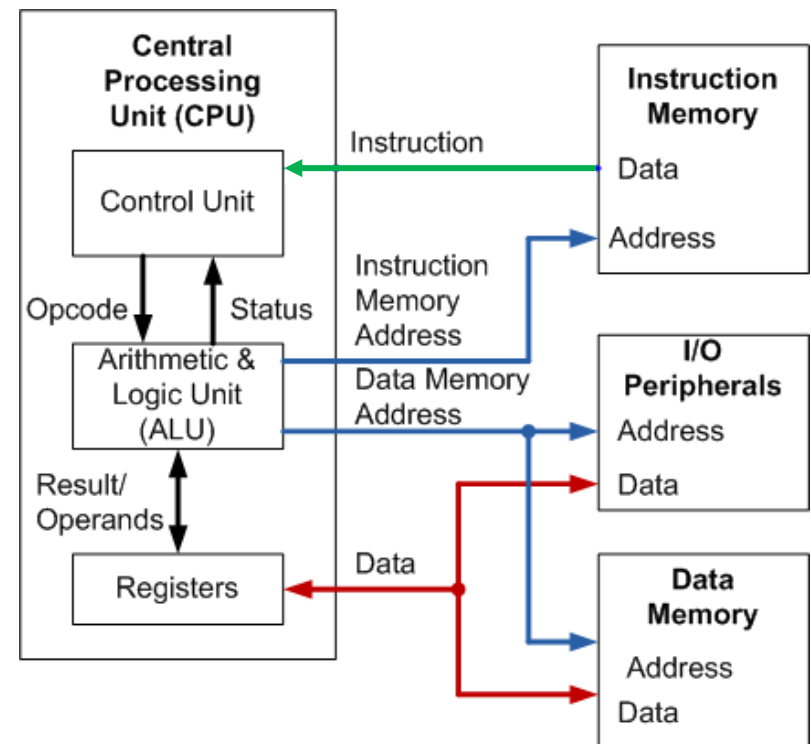 Central
Processing
Unit (CPU)
Control Unit
Opcode
Status
Arithmetic &
Logic Unit
(ALU)
Result/
Operands
Registers
Instruction
Instruction
Memory
Address
Data Memory
Address
Data
Instruction
Memory
Data
Address
I/O
Peripherals
Address
Data
Data
Memory
Address
Data